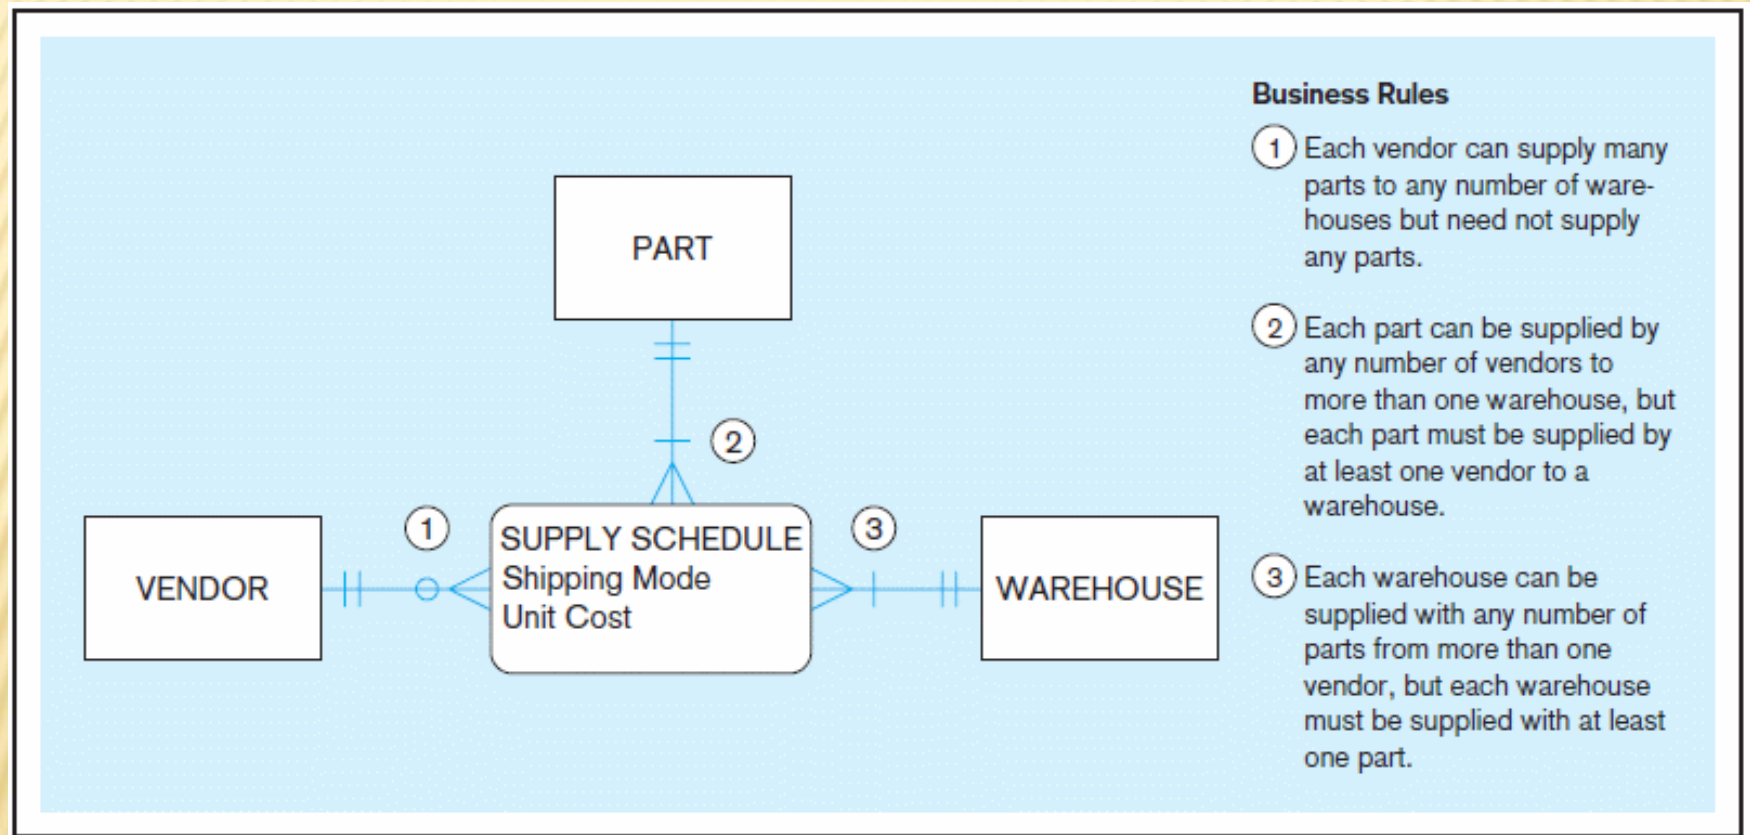 Business Rules
1 Each vendor can supply many
parts to any number of ware-
houses but need not supply
any parts.
2 Each part can be supplied by
any number of vendors to
more than one warehouse, but
each part must be supplied by
at least one vendor to a
warehouse.
3 Each warehouse can be
supplied with any number of
parts from more than one
vendor, but each warehouse
must be supplied with at least
one part.
PART
2
1
3
VENDOR
SUPPLY SCHEDULE
Shipping Mode
Unit Cost
WAREHOUSE